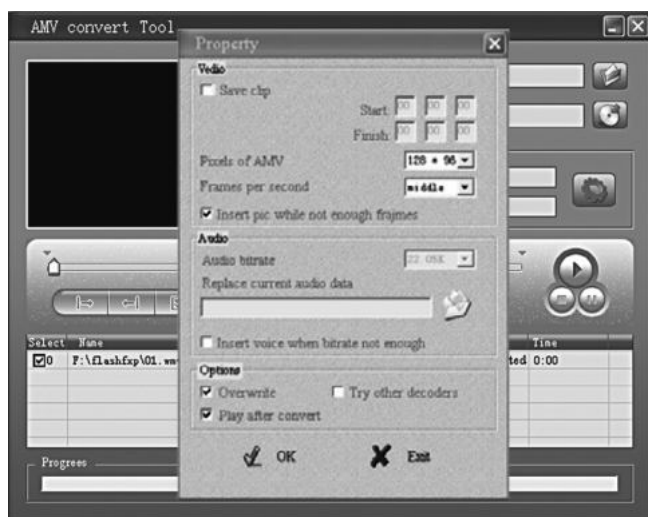 AMV convert Tool
Property
Vedio
Save clip
Start: 00 00 00
Finish: 00 00 00
Pixels of AMV 128 * 96
Frames per second middle
Insert pic while not enough frajmes
Audio
Audio bitrate 22.05K
Replace current audio data
Insert voice when bitrate not enough
Select Name Time
0 F:\flashfxp\01.wm ted 0:00
Options
Overwrite Try other decoders
Play after convert
OK Exit
Progrees